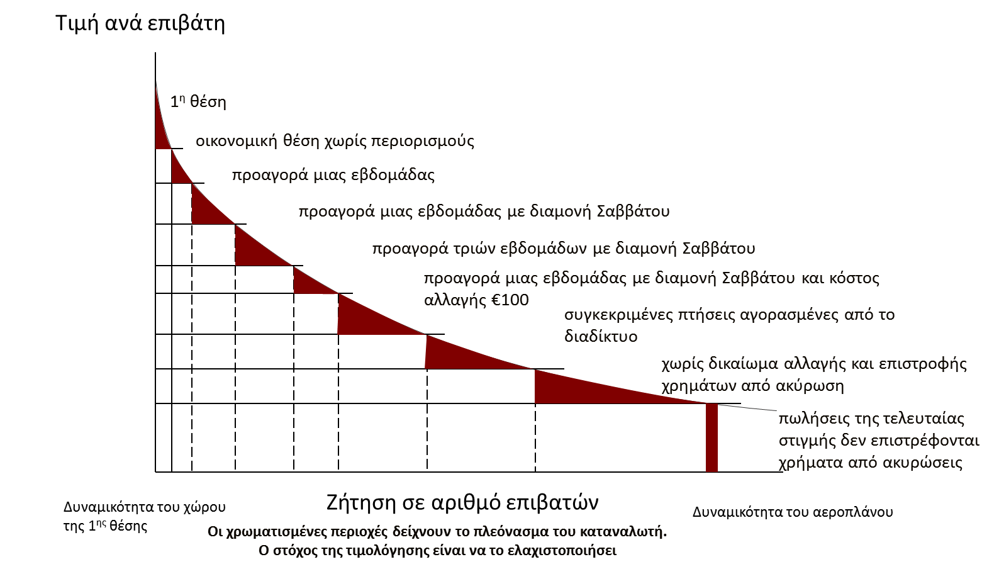 Τιμή ανά επιβάτη
1η θέση
οικονομική θέση χωρίς περιορισμούς
προαγορά μιας εβδομάδας
προαγορά μιας εβδομάδας με διαμονή Σαββάτου
προαγορά τριών εβδομάδων με διαμονή Σαββάτου
προαγορά μιας εβδομάδας με διαμονή Σαββάτου και κόστος
αλλαγής €100
συγκεκριμένες πτήσεις αγορασμένες από το
διαδίκτυο
χωρίς δικαίωμα αλλαγής και επιστροφής
χρημάτων από ακύρωση
πωλήσεις της τελευταίας
στιγμής δεν επιστρέφονται
χρήματα από ακυρώσεις
Δυναμικότητα του χώρου
της 1ης θέσης
Ζήτηση σε αριθμό επιβατών
Δυναμικότητα του αεροπλάνου
Οι χρωματισμένες περιοχές δείχνουν το πλεόνασμα του καταναλωτή.
Ο στόχος της τιμολόγησης είναι να το ελαχιστοποιήσει